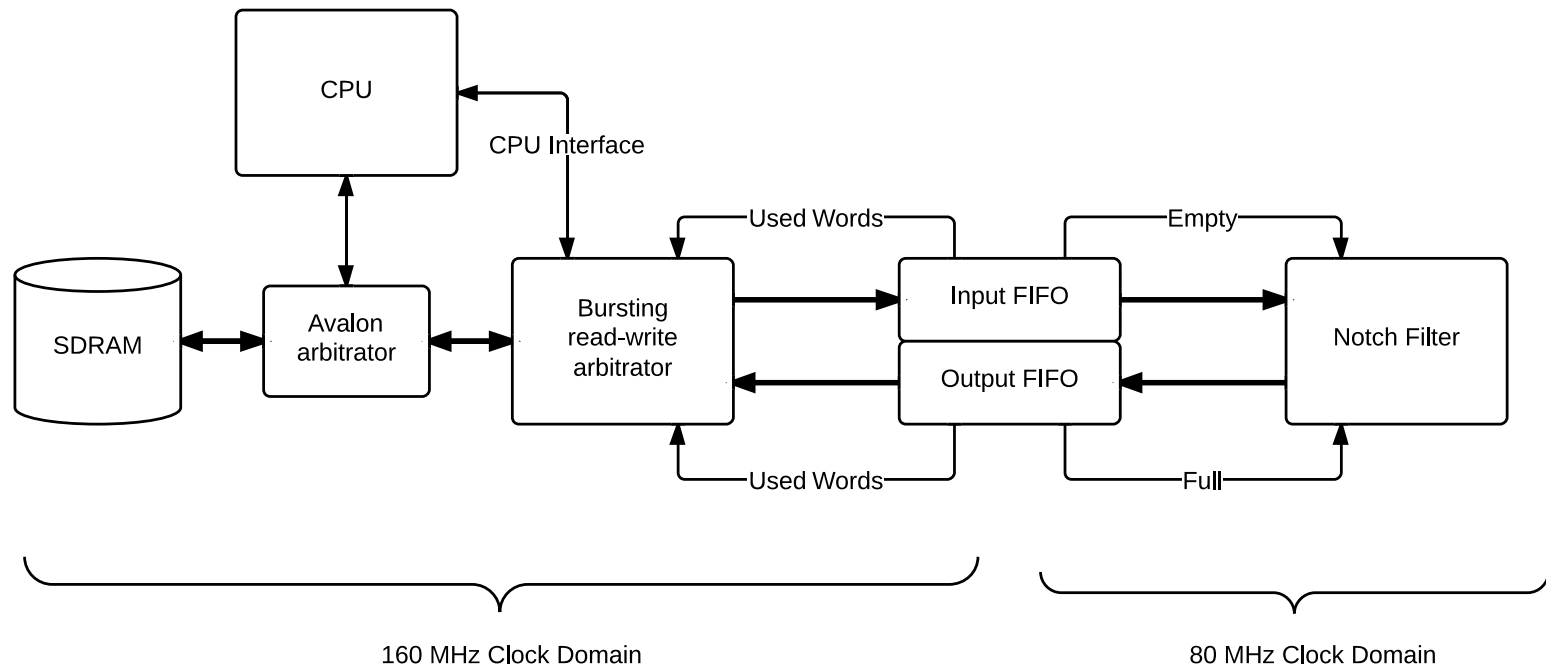 CPU
CPU Interface
Used Words
Empty
SDRAM
Avalon
arbitrator
Bursting
read-write
arbitrator
Input FIFO
Output FIFO
Notch Filter
Used Words
Full
160 MHz Clock Domain
80 MHz Clock Domain